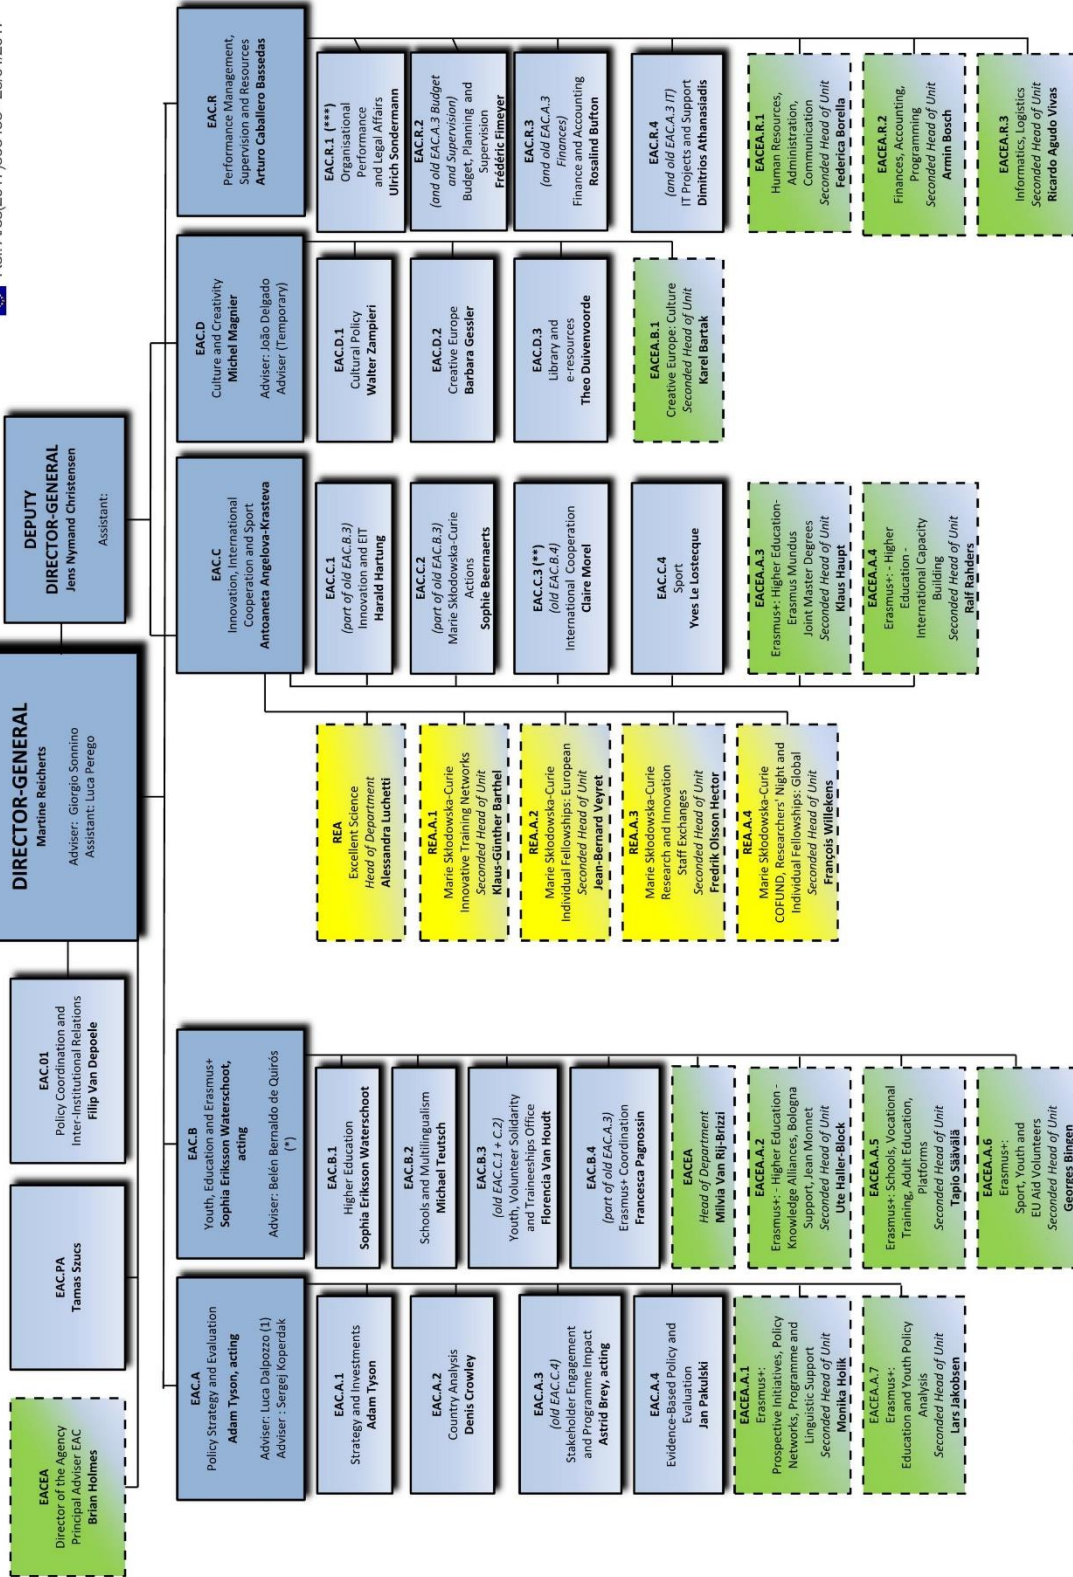 DIRECTOR-GENERAL
Martine Reicherts
Adviser: Giorgio Sonnino
Assistant: Luca Perego
DEPUTY
DIRECTOR-GENERAL
Jens Nymand Christensen
Assistant:
EACEA
Director of the Agency
Principal Adviser EAC
Brian Holmes
EAC.PA
Tamas Szucs
EAC.01
Policy Coordination and
Inter-Institutional Relations
Filip Van Depoele
EAC.A
Policy Strategy and Evaluation
Adam Tyson, acting
Adviser: Luca Dalpozzo (1)
Adviser : Sergej Koperdak
EAC.A.1
Strategy and Investments
Adam Tyson
EAC.A.2
Country Analysis
Denis Crowley
EAC.A.3
(old EAC.C.4)
Stakeholder Engagement
and Programme Impact
Astrid Brey, acting
EAC.A.4
Evidence-Based Policy and
Evaluation
Jan Pakulski
EACEA.A.1
Erasmus+:
Prospective Initiatives, Policy
Networks, Programme and
Linguistic Support
Seconded Head of Unit
Monika Holik
EACEA.A.7
Erasmus+:
Education and Youth Policy
Analysis
Seconded Head of Unit
Lars Jakobsen
EAC.B
Youth, Education and Erasmus+
Sophia Eriksson Waterschoot,
acting
Adviser: Belén Bernaldo de Quirós
(*)
EAC.B.1
Higher Education
Sophia Eriksson Waterschoot
EAC.B.2
Schools and Multilingualism
Michael Teutsch
EAC.B.3
(old EAC.C.1 + C.2)
Youth, Volunteer Solidarity
and Traineeships Office
Florencia Van Houdt
EAC.B.4
(part of old EAC.A.3)
Erasmus+ Coordination
Francesca Pagnossin
EACEA
Head of Department
Milvia Van Rij-Brizzi
EACEA.A.2
Erasmus+: - Higher Education -
Knowledge Alliances, Bologna
Support, Jean Monnet
Seconded Head of Unit
Ute Haller-Block
EACEA.A.5
Erasmus+: Schools, Vocational
Training, Adult Education,
Platforms
Seconded Head of Unit
Tapio Säävälä
EACEA.A.6
Erasmus+:
Sport, Youth and
EU Aid Volunteers
Seconded Head of Unit
Georges Bingen
REA
Excellent Science
Head of Department
Alessandra Luchetti
REA.A.1
Marie Skłodowska-Curie
Innovative Training Networks
Seconded Head of Unit
Klaus-Günther Barthel
REA.A.2
Marie Skłodowska-Curie
Individual Fellowships: European
Seconded Head of Unit
Jean-Bernard Veyret
REA.A.3
Marie Skłodowska-Curie
Research and Innovation
Staff Exchanges
Seconded Head of Unit
Fredrik Olsson Hector
REA.A.4
Marie Skłodowska-Curie
COFUND, Researchers' Night and
Individual Fellowships: Global
Seconded Head of Unit
François Willekens
EAC.C
Innovation, International
Cooperation and Sport
Antoaneta Angelova-Krasteva
EAC.C.1
(part of old EAC.B.3)
Innovation and EIT
Harald Hartung
EAC.C.2
(part of old EAC.B.3)
Marie Skłodowska-Curie
Actions
Sophie Beernaerts
EAC.C.3 (**)
(old EAC.B.4)
International Cooperation
Claire Morel
EAC.C.4
Sport
Yves Le Lostecque
EACEA.A.3
Erasmus+: Higher Education-
Erasmus Mundus
Joint Master Degrees
Seconded Head of Unit
Klaus Haupt
EACEA.A.4
Erasmus+: - Higher
Education -
International Capacity
Building
Seconded Head of Unit
Ralf Rahders
EAC.D
Culture and Creativity
Michel Magnier
Adviser: João Delgado
Adviser (Temporary)
EAC.D.1
Cultural Policy
Walter Zampieri
EAC.D.2
Creative Europe
Barbara Gessler
EAC.D.3
Library and
e-resources
Theo Duivenvoorde
EACEA.B.1
Creative Europe: Culture
Seconded Head of Unit
Karel Bartak
EAC.R
Performance Management,
Supervision and Resources
Arturo Caballero Bassedas
EAC.R.1 (***)
Organisational
Performance
and Legal Affairs
Ulrich Sondermann
EAC.R.2
(and old EAC.A.3 Budget
and Supervision)
Budget, Planning and
Supervision
Frédéric Fimeyer
EAC.R.3
(and old EAC.A.3
Finances)
Finance and Accounting
Rosalind Bufton
EAC.R.4
(and old EAC.A.3 IT)
IT Projects and Support
Dimitrios Athanasiadis
EACEA.R.1
Human Resources,
Administration,
Communication
Seconded Head of Unit
Federica Borella
EACEA.R.2
Finances, Accounting,
Programming
Seconded Head of Unit
Armin Bosch
EACEA.R.3
Informatics, Logistics
Seconded Head of Unit
Ricardo Agudo Vivas